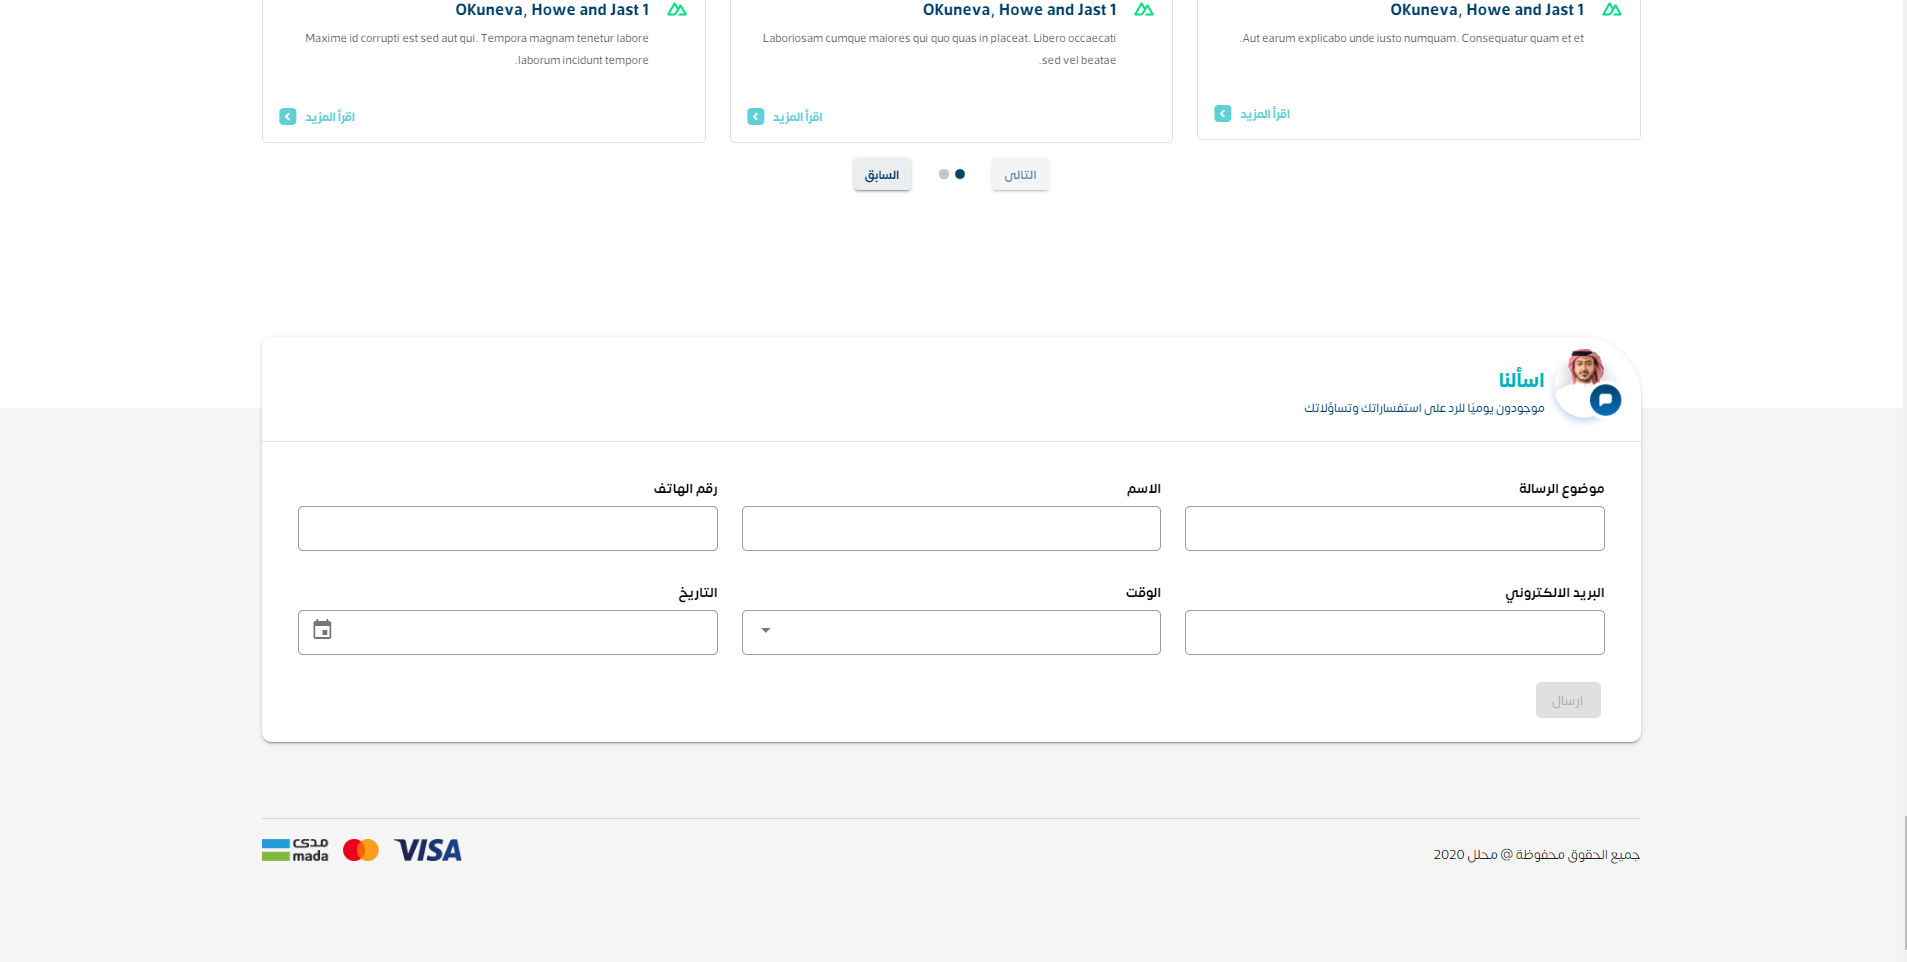 OKuneva, Howe and Jast 1
Aut earum explicabo unde iusto numquam. Consequatur quam et et.
اقرأ المزيد
OKuneva, Howe and Jast 1
Laboriosam cumque maiores qui quo quas in placeat. Libero occaecati
sed vel beatae.
اقرأ المزيد
OKuneva, Howe and Jast 1
Maxime id corrupti est sed aut qui. Tempora magnam tenetur labore
laborum incidunt tempore.
اقرأ المزيد
التالى
السابق
اسألنا
موجودون يوميًا للرد على استفساراتك وتساؤلاتك
موضوع الرسالة
الاسم
رقم الهاتف
البريد الالكتروني
الوقت
التاريخ
ارسال
جميع الحقوق محفوظة @ محلل 2020
VISA
مدى
mada